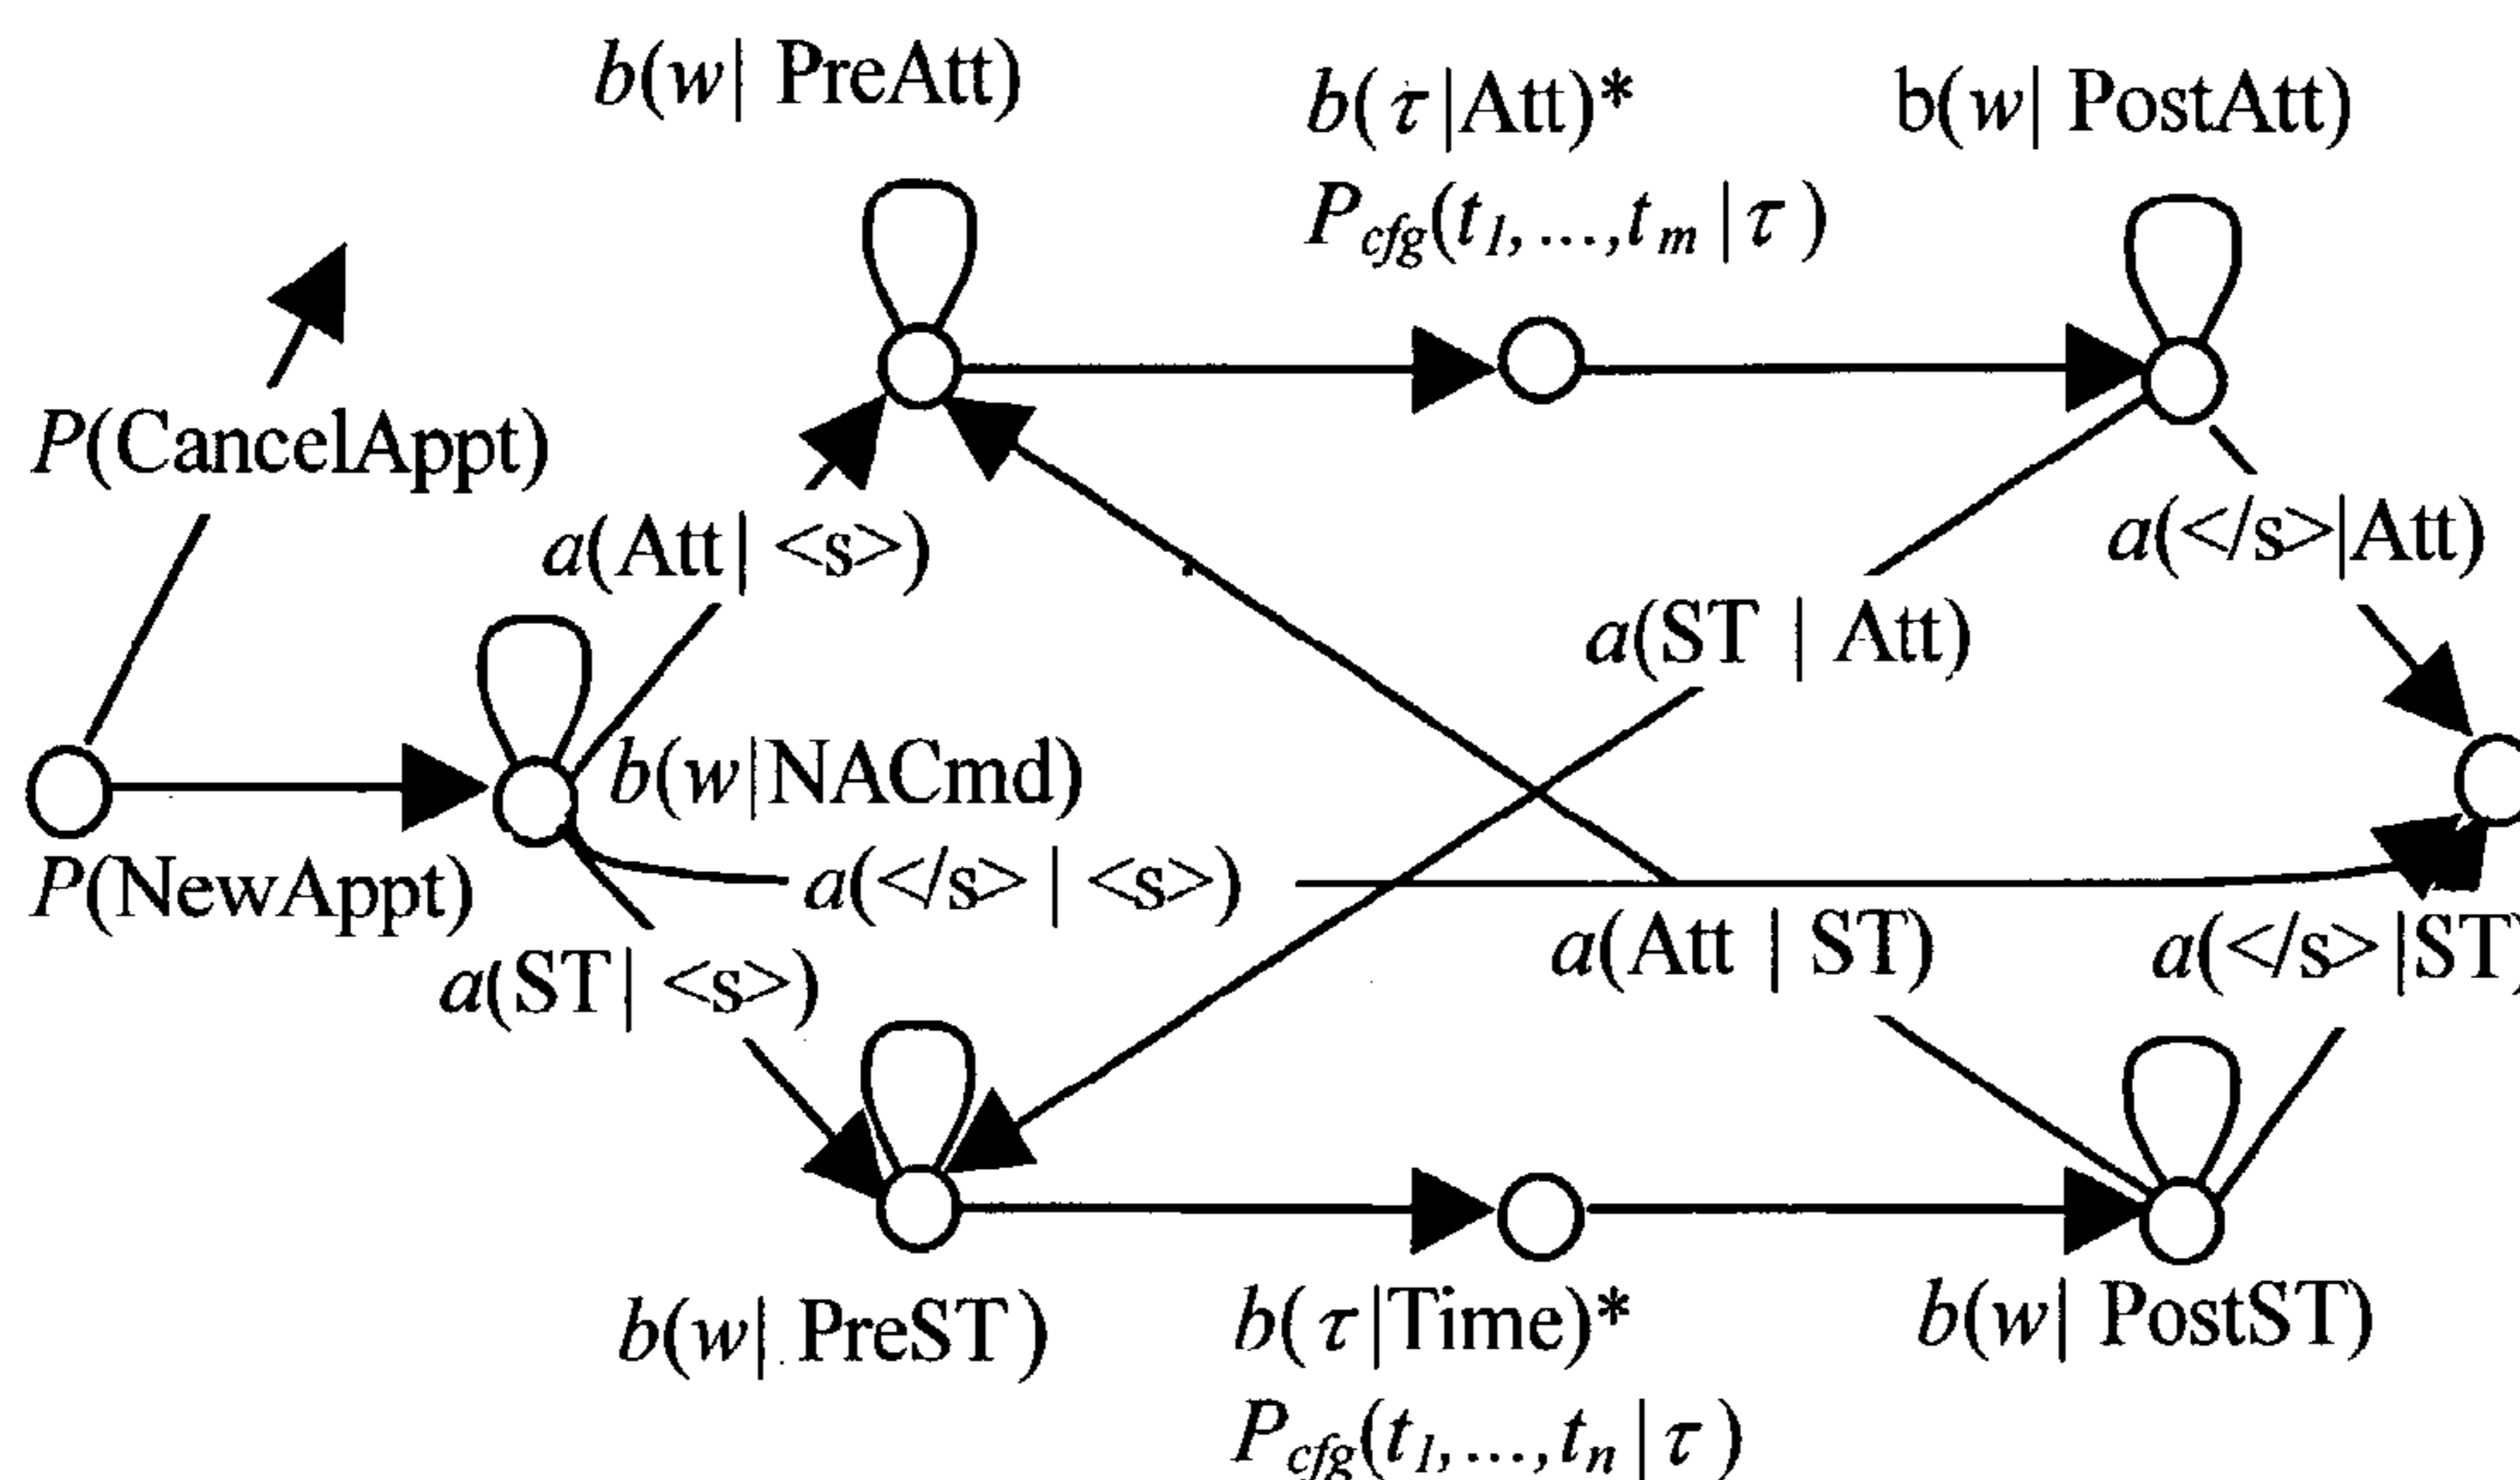 b(w| PreAtt)
b(τ|Att)*
b(w| PostAtt)
P_cfg(t_1,...,t_m|τ)
P(CancelAppt)
a(Att|<s>)
a(</s>|Att)
a(ST | Att)
b(w|NACmd)
P(NewAppt)
a(</s> | <s>)
a(Att | ST)
a(</s>|ST)
a(ST|<s>)
b(w| PreST)
b(τ|Time)*
b(w| PostST)
P_cfg(t_1,...,t_n|τ)